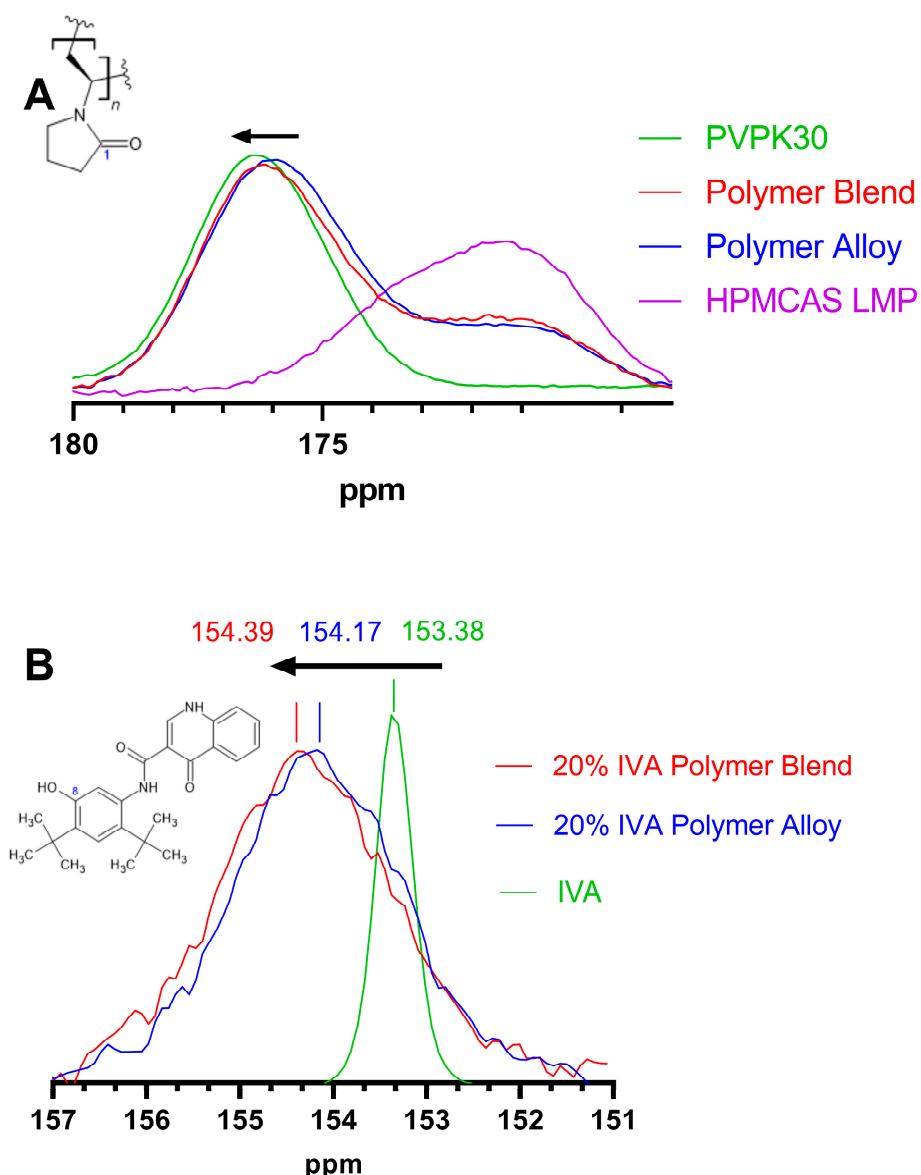 A
n
N
O
1
PVPK30
Polymer Blend
Polymer Alloy
HPMCAS LMP
180
175
ppm
154.39 154.17 153.38
B
NH
O
HO
8
NH
O
H₃C
CH₃
H₃C
CH₃
H₃C
CH₃
20% IVA Polymer Blend
20% IVA Polymer Alloy
IVA
157 156 155 154 153 152 151
ppm